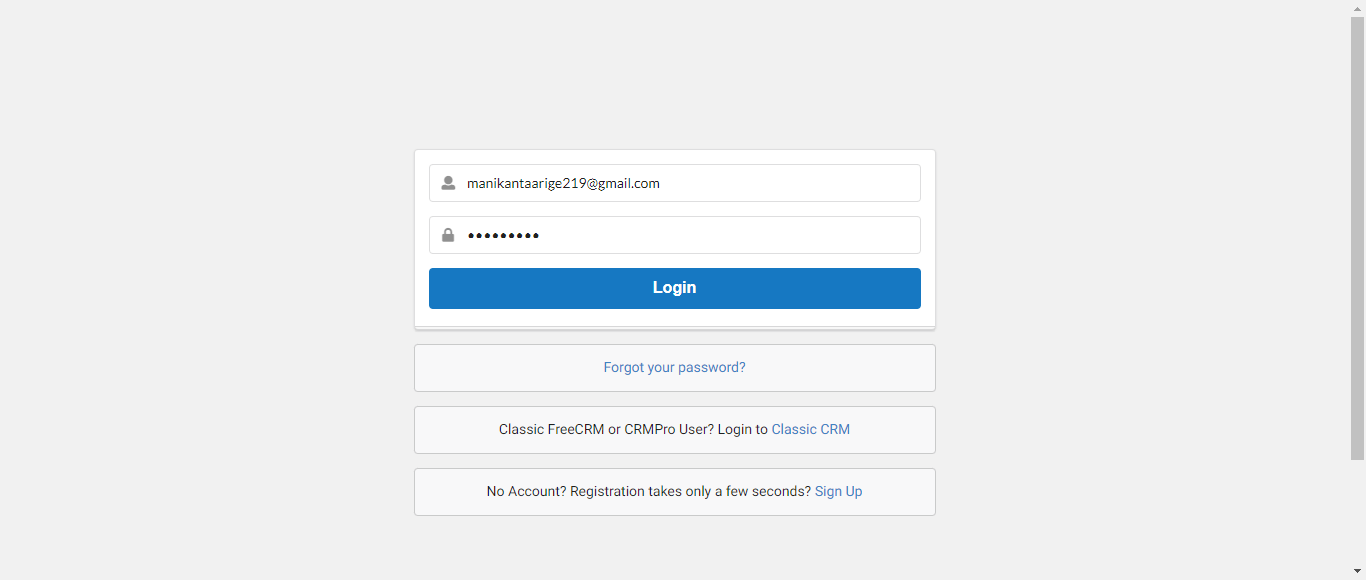 manikantaarige219@gmail.com
•••••••••
Login
Forgot your password?
Classic FreeCRM or CRMPro User? Login to Classic CRM
No Account? Registration takes only a few seconds? Sign Up